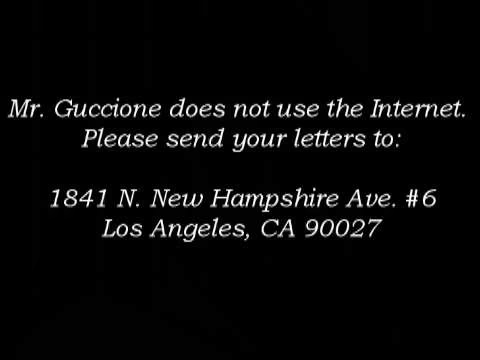 Mr. Guccione does not use the Internet.
Please send your letters to:
1841 N. New Hampshire Ave. #6
Los Angeles, CA 90027